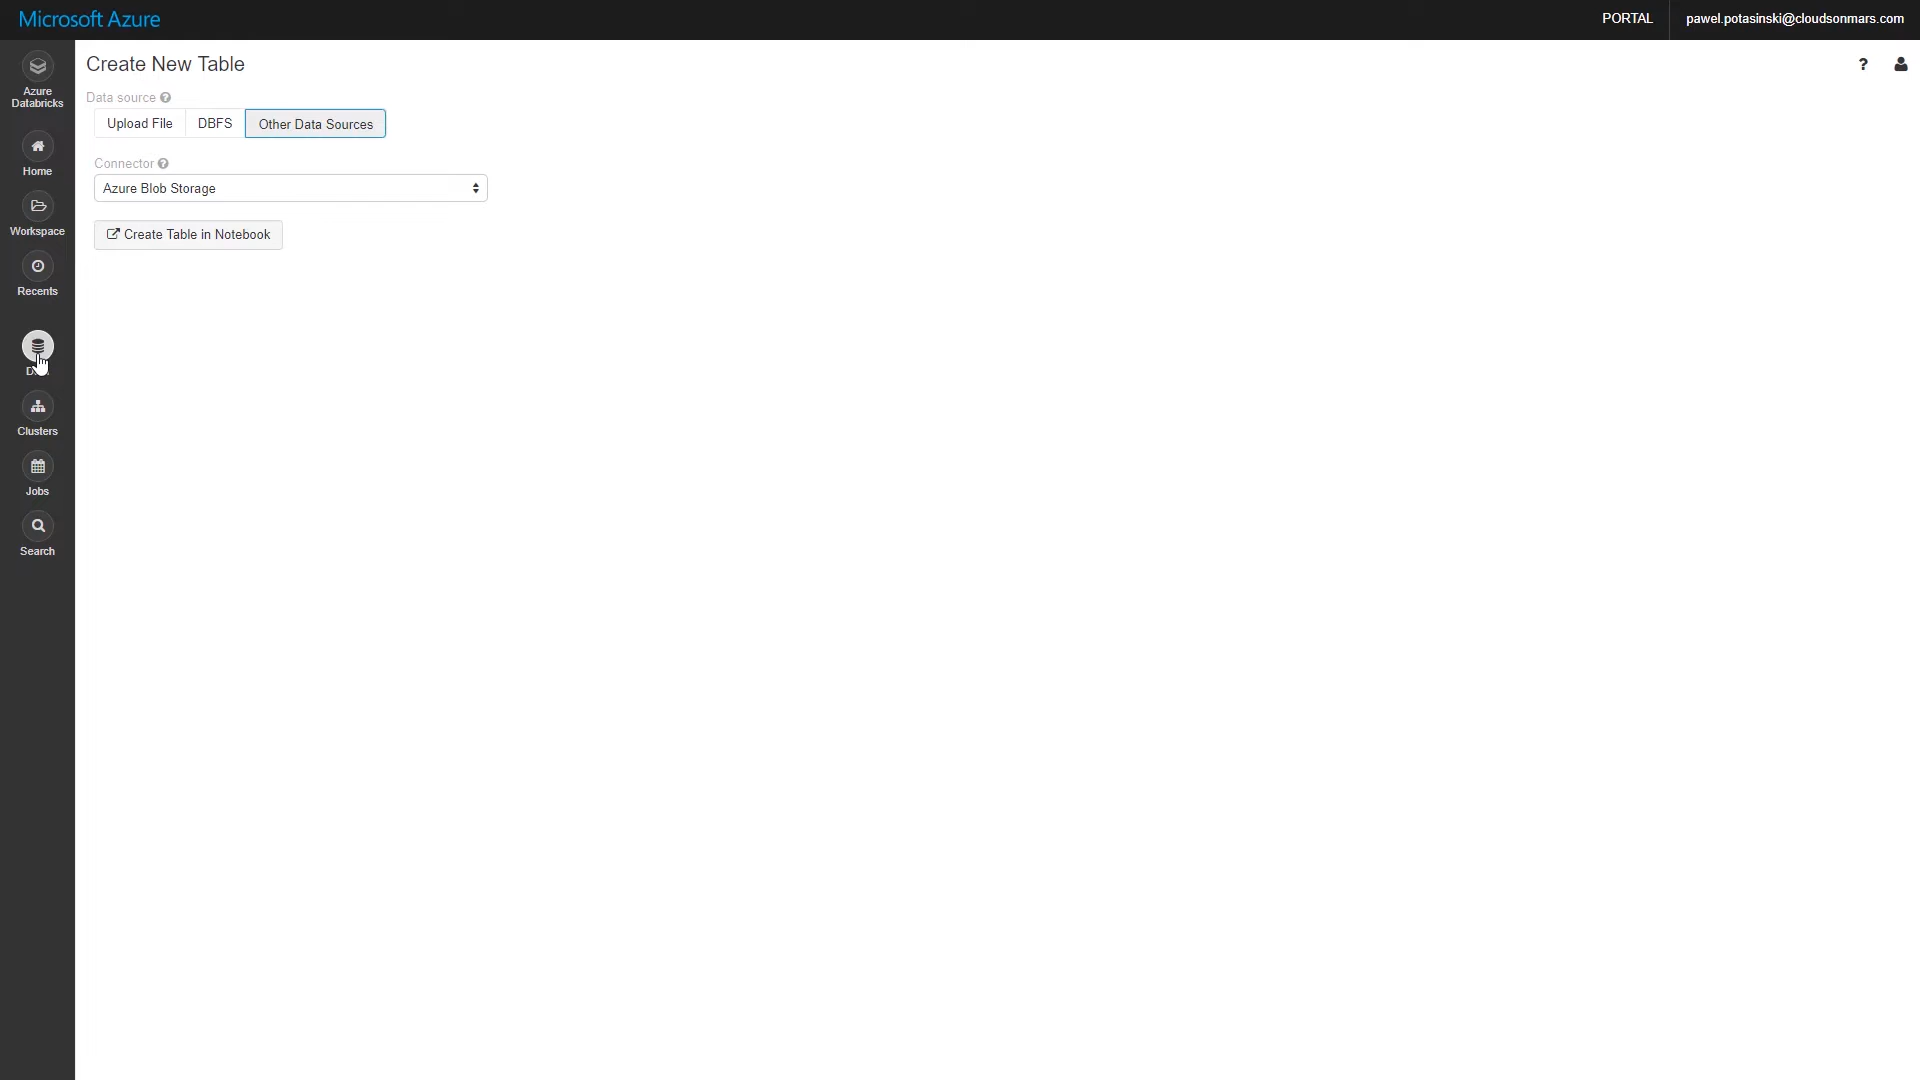 Microsoft Azure
PORTAL
pawel.potasinski@cloudsonmars.com
Azure
Databricks
Home
Workspace
Recents
Clusters
Jobs
Search
Create New Table
?
Data source ?
Upload File
DBFS
Other Data Sources
Connector ?
Azure Blob Storage
Create Table in Notebook